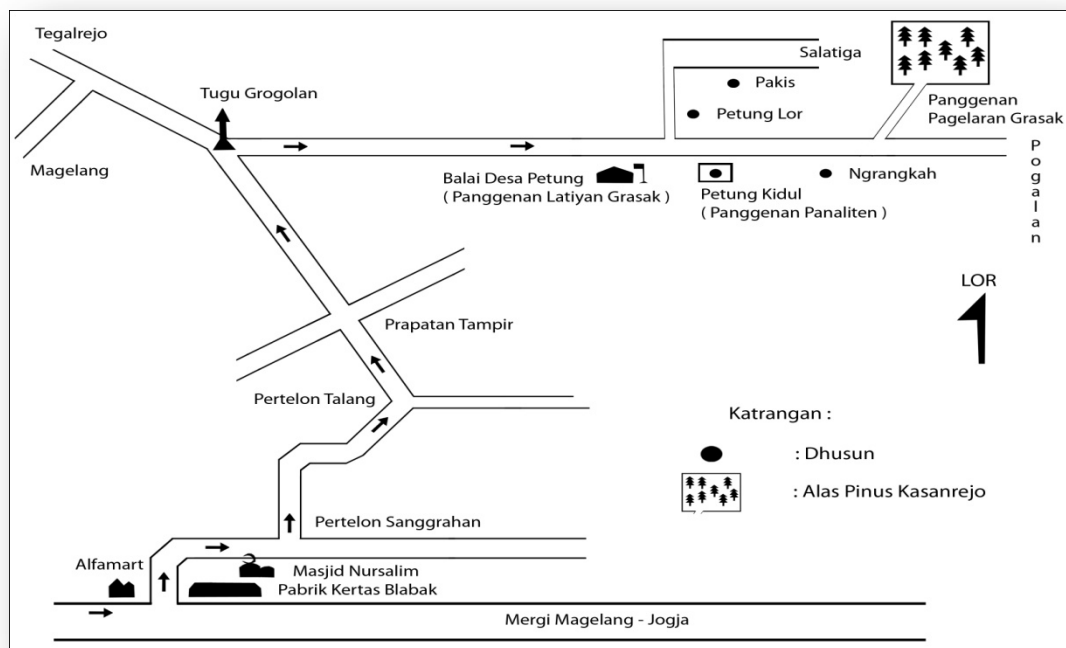 Tegalrejo
Salatiga
Tugu Grogolan
Pakis
Petung Lor
Panggenan
Pagelaran Grasak
Magelang
Balai Desa Petung
( Panggenan Latiyan Grasak )
Petung Kidul
( Panggenan Panaliten )
Ngrangkah
Pogalan
LOR
Prapatan Tampir
Pertelon Talang
Katrangan :
: Dhusun
: Alas Pinus Kasanrejo
Pertelon Sanggrahan
Alfamart
Masjid Nursalim
Pabrik Kertas Blabak
Mergi Magelang - Jogja